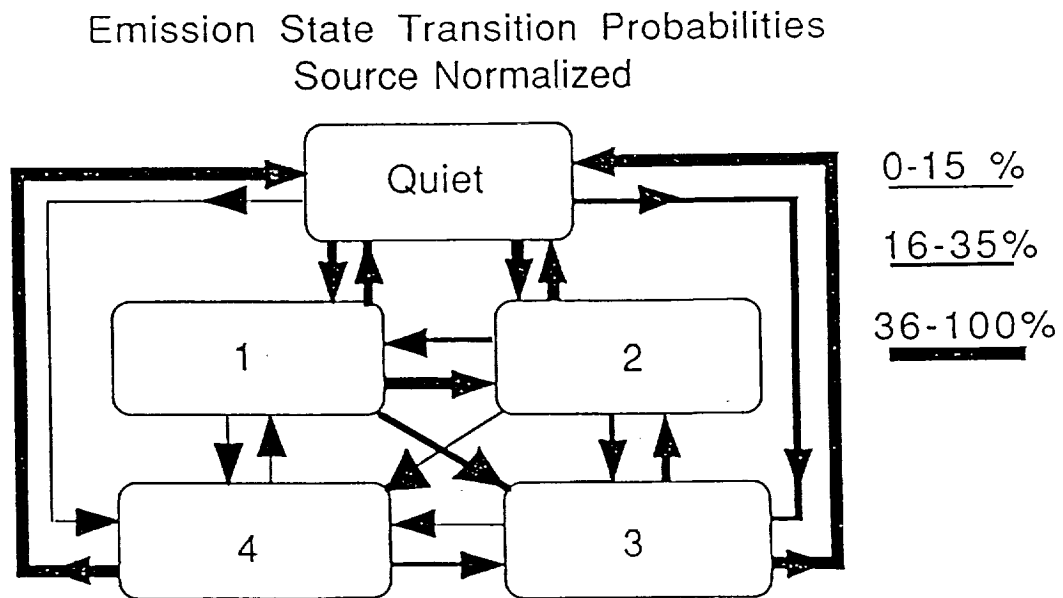 Emission State Transition Probabilities
Source Normalized
Quiet
0-15 %
16-35%
36-100%
1
2
4
3